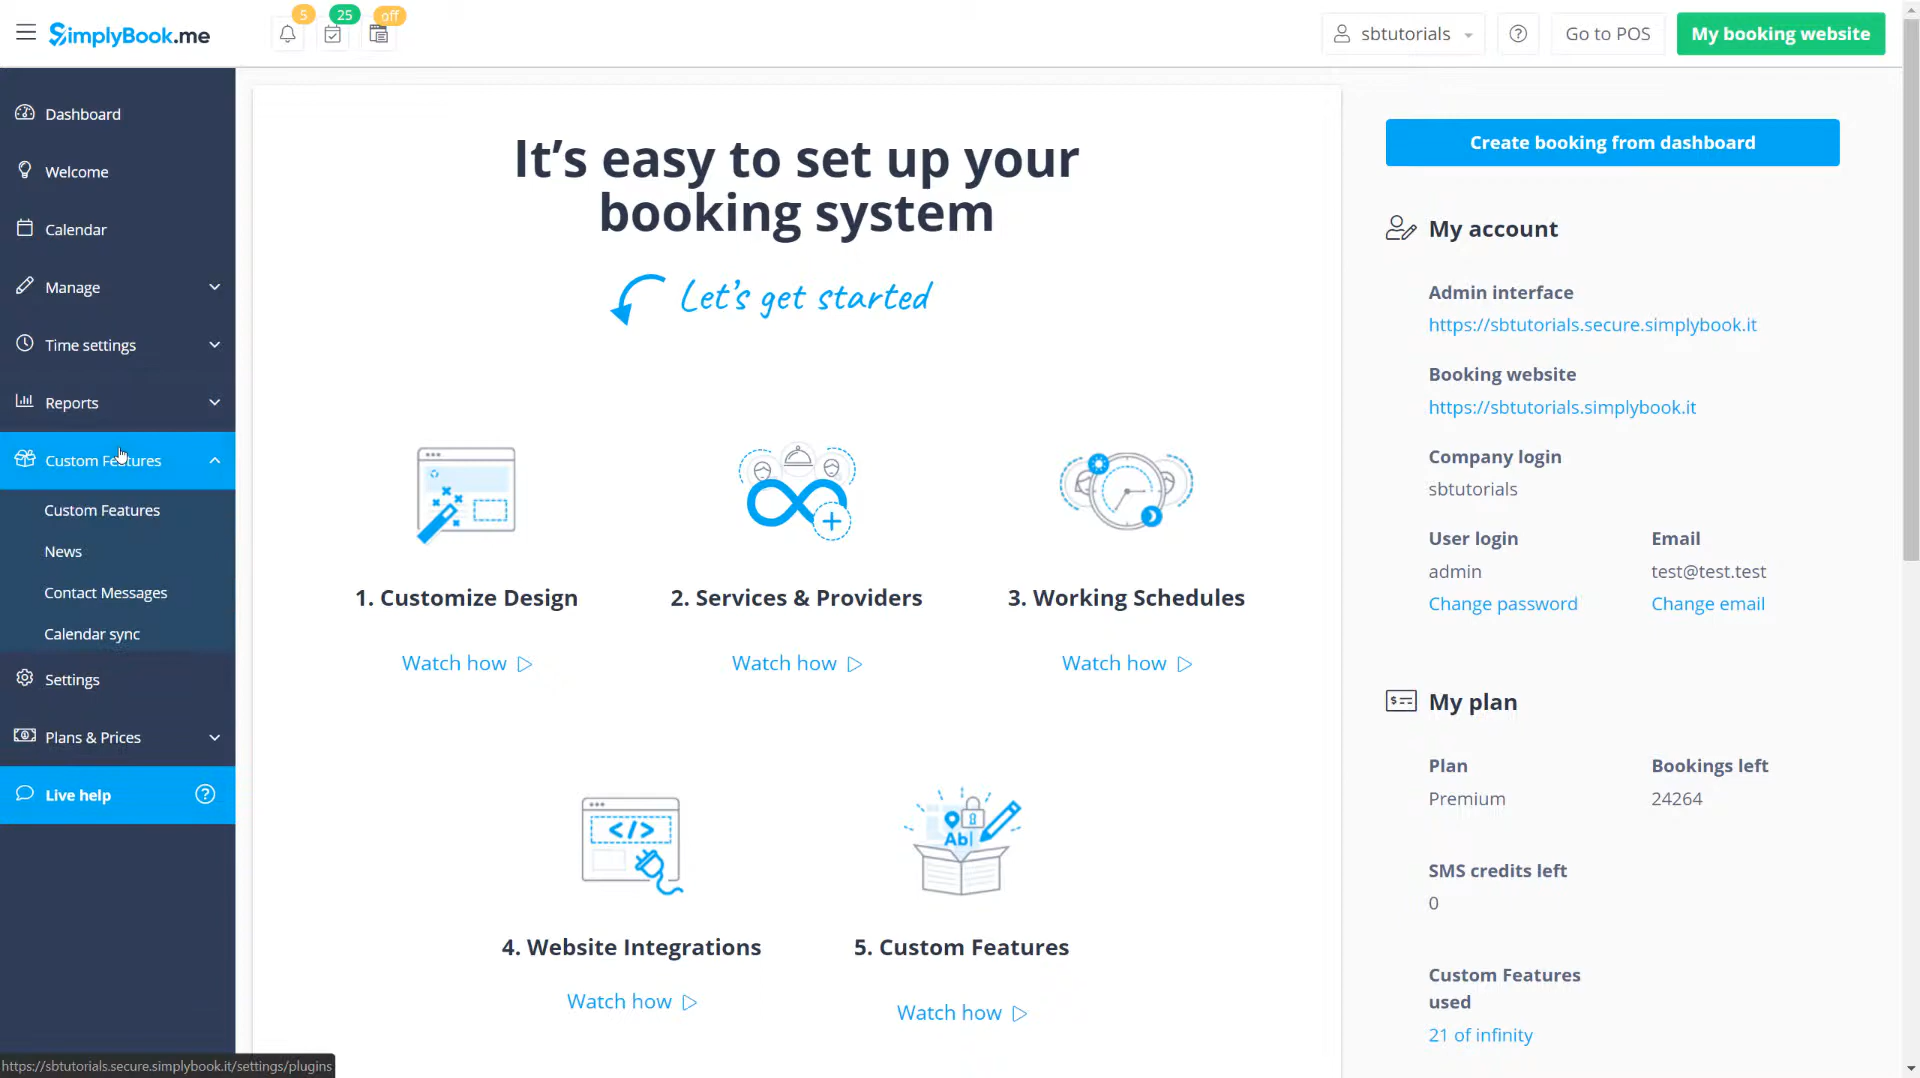 SimplyBook.me
5
25
off
sbtutorials
Go to POS
My booking website
Dashboard
Welcome
Calendar
Manage
Time settings
Reports
Custom Features
Custom Features
News
Contact Messages
Calendar sync
Settings
Plans & Prices
Live help
It's easy to set up your
booking system
Let's get started
1. Customize Design
Watch how
2. Services & Providers
Watch how
3. Working Schedules
Watch how
</>
4. Website Integrations
Watch how
Ab
5. Custom Features
Watch how
Create booking from dashboard
My account
Admin interface
https://sbtutorials.secure.simplybook.it
Booking website
https://sbtutorials.simplybook.it
Company login
sbtutorials
User login
Email
admin
test@test.test
Change password
Change email
My plan
Plan
Bookings left
Premium
24264
SMS credits left
0
Custom Features
used
21 of infinity
https://sbtutorials.secure.simplybook.it/settings/plugins